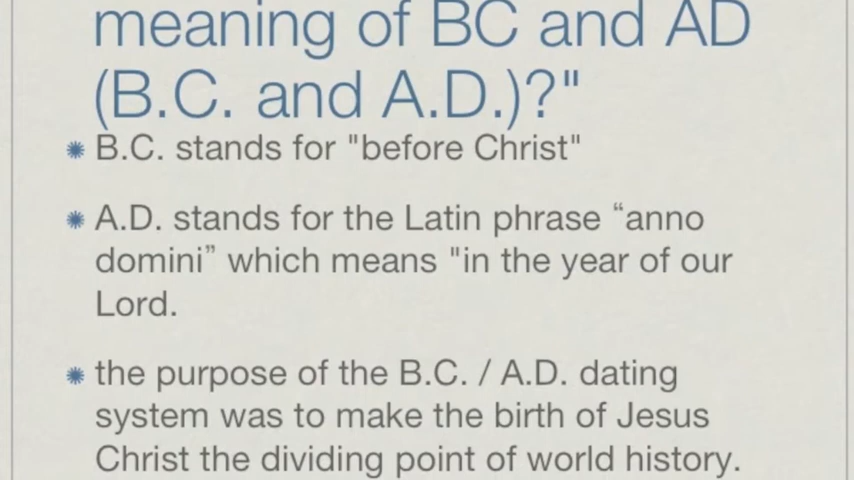 meaning of BC and AD
(B.C. and A.D.)?"
B.C. stands for "before Christ"
A.D. stands for the Latin phrase “anno
domini” which means "in the year of our
Lord.
the purpose of the B.C. / A.D. dating
system was to make the birth of Jesus
Christ the dividing point of world history.